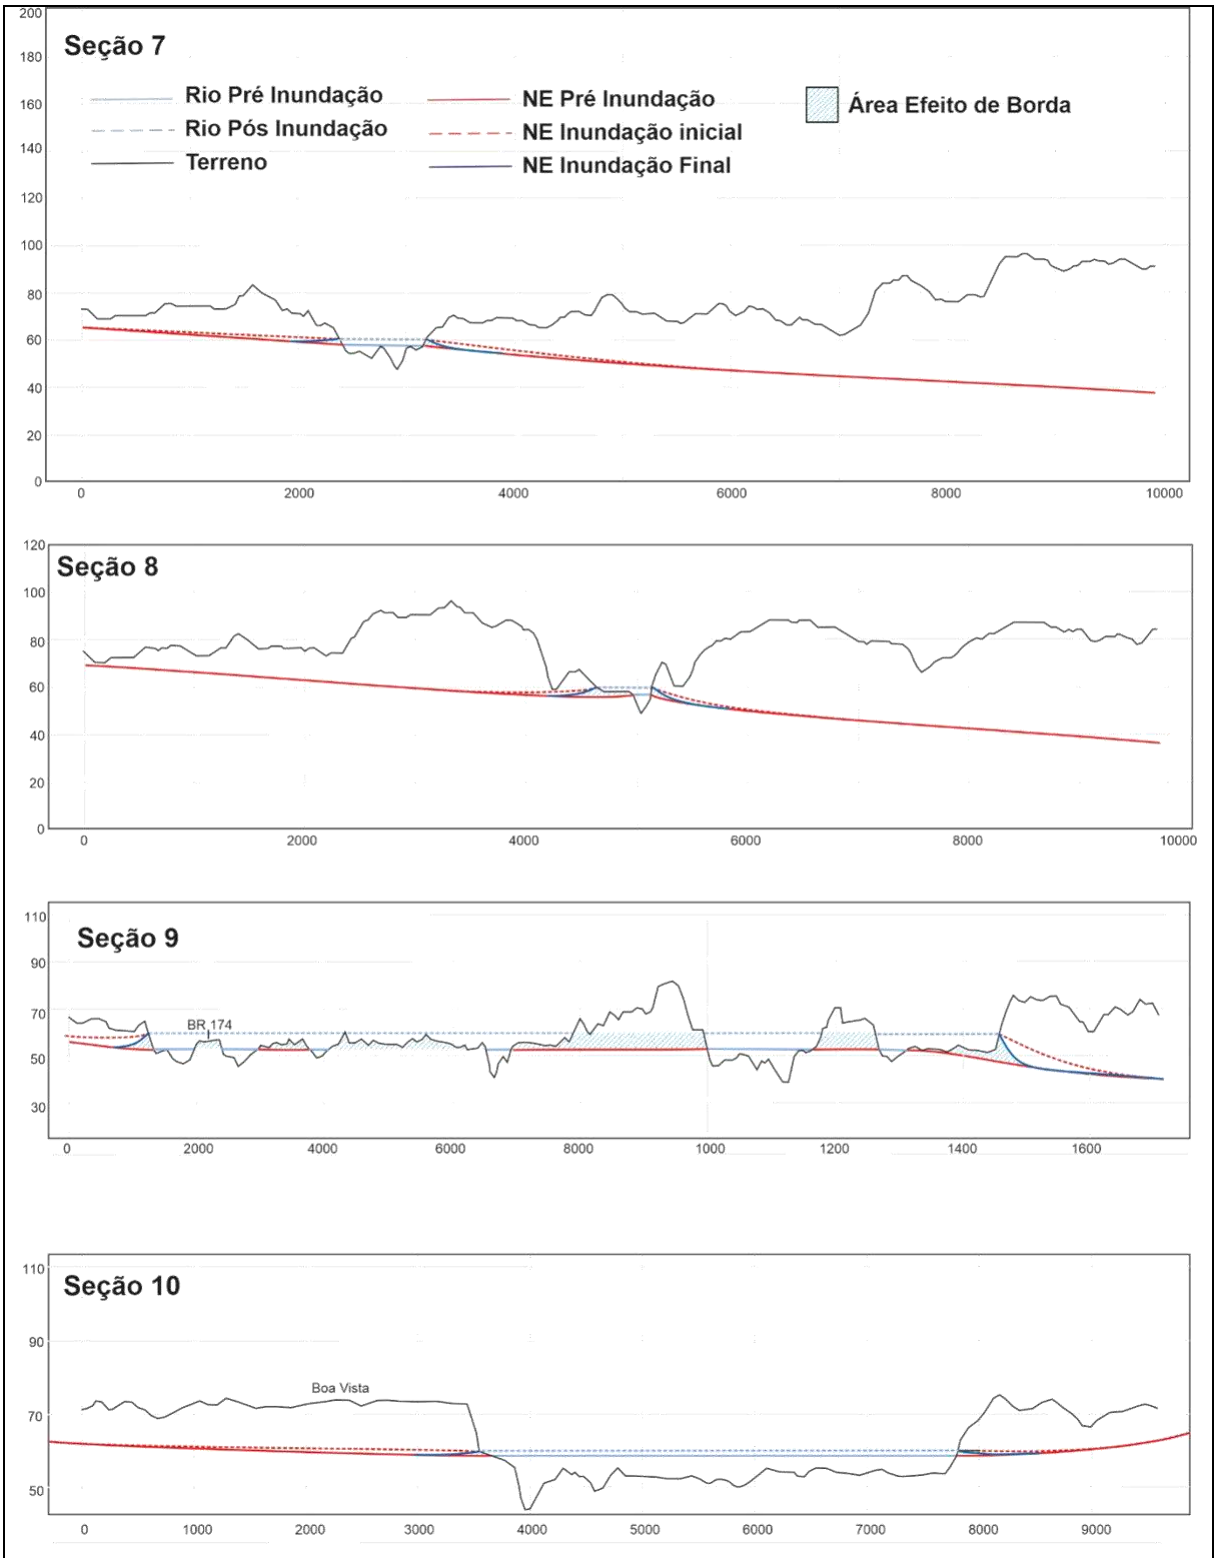 200
Seção 7
180
Rio Pré Inundação
NE Pré Inundação
Área Efeito de Borda
160
Rio Pós Inundação
NE Inundação inicial
140
Terreno
NE Inundação Final
120
100
80
60
40
20
0
0 2000 4000 6000 8000 10000
120
Seção 8
100
80
60
40
20
0
0 2000 4000 6000 8000 10000
110
Seção 9
90
70
BR 174
50
30
0 2000 4000 6000 8000 1000 1200 1400 1600
110
Seção 10
90
Boa Vista
70
50
0 1000 2000 3000 4000 5000 6000 7000 8000 9000